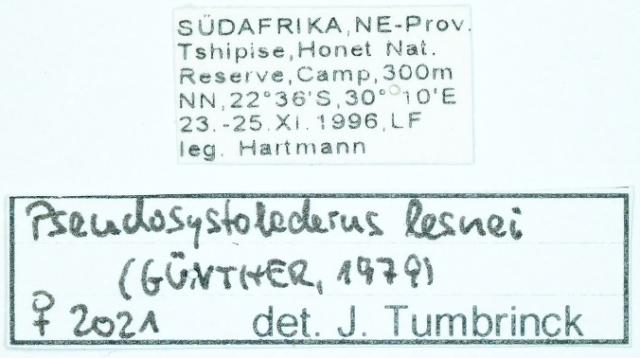 SÜDAFRIKA,NE-Prov.
Tshipise,Honet Nat.
Reserve,Camp,300m
NN,22°36'S,30°10'E
23.-25.XI.1996,LF
leg. Hartmann
Pseudosystolederus lesnei
(GÜNTHER, 1979)
♀ 2021 det. J. Tumbrinck